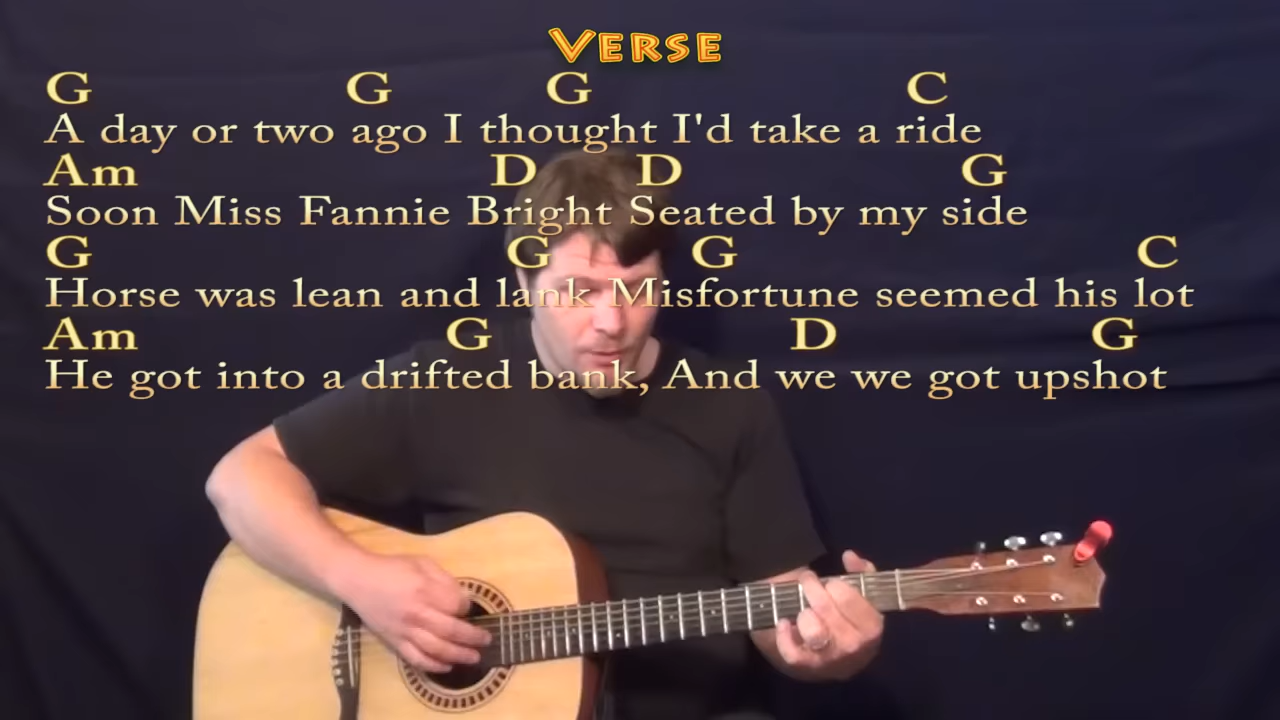 VERSE
G G G C
A day or two ago I thought I'd take a ride
Am D D G
Soon Miss Fannie Bright Seated by my side
G G G C
Horse was lean and lank Misfortune seemed his lot
Am G D G
He got into a drifted bank, And we we got upshot